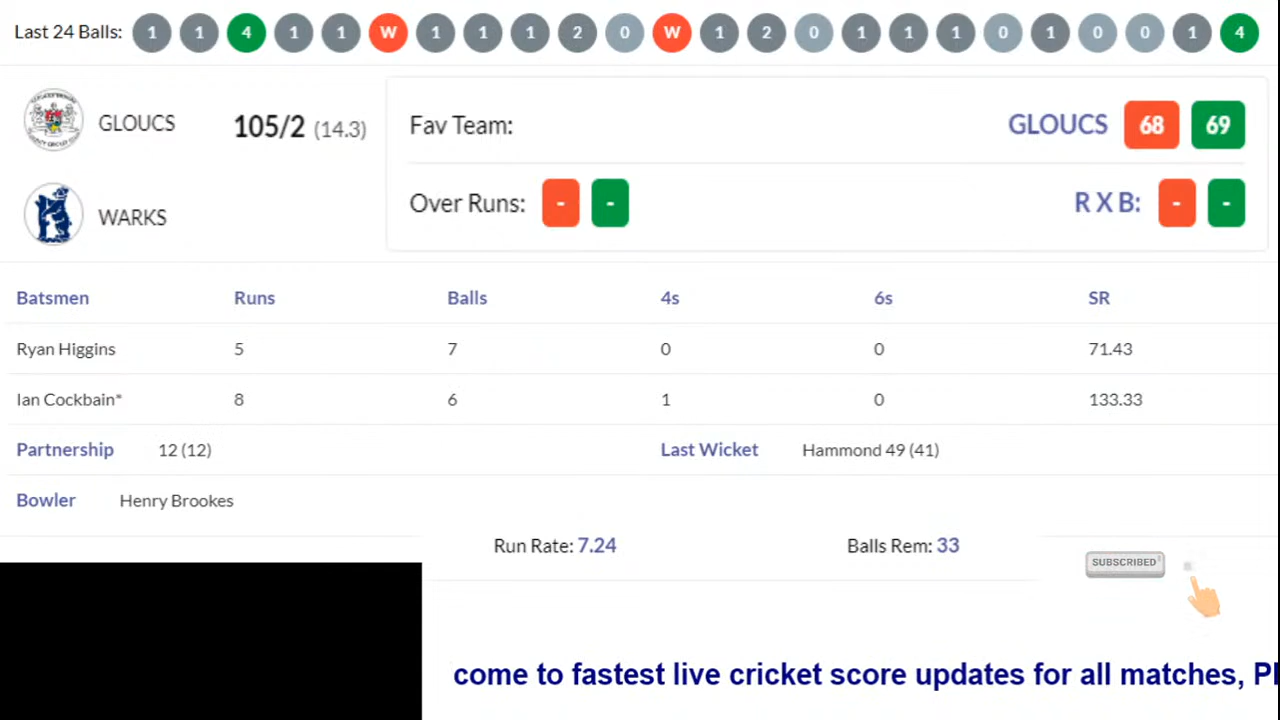 Last 24 Balls: 1 1 4 1 1 W 1 1 1 2 0 W 1 2 0 1 1 1 0 1 0 0 1 4
GLOUCS 105/2 (14.3)
Fav Team: GLOUCS 68 69
WARKS
Over Runs: - - R X B: - -
Batsmen Runs Balls 4s 6s SR
Ryan Higgins 5 7 0 0 71.43
Ian Cockbain* 8 6 1 0 133.33
Partnership 12 (12) Last Wicket Hammond 49 (41)
Bowler Henry Brookes
Run Rate: 7.24 Balls Rem: 33
SUBSCRIBED
come to fastest live cricket score updates for all matches, Pl